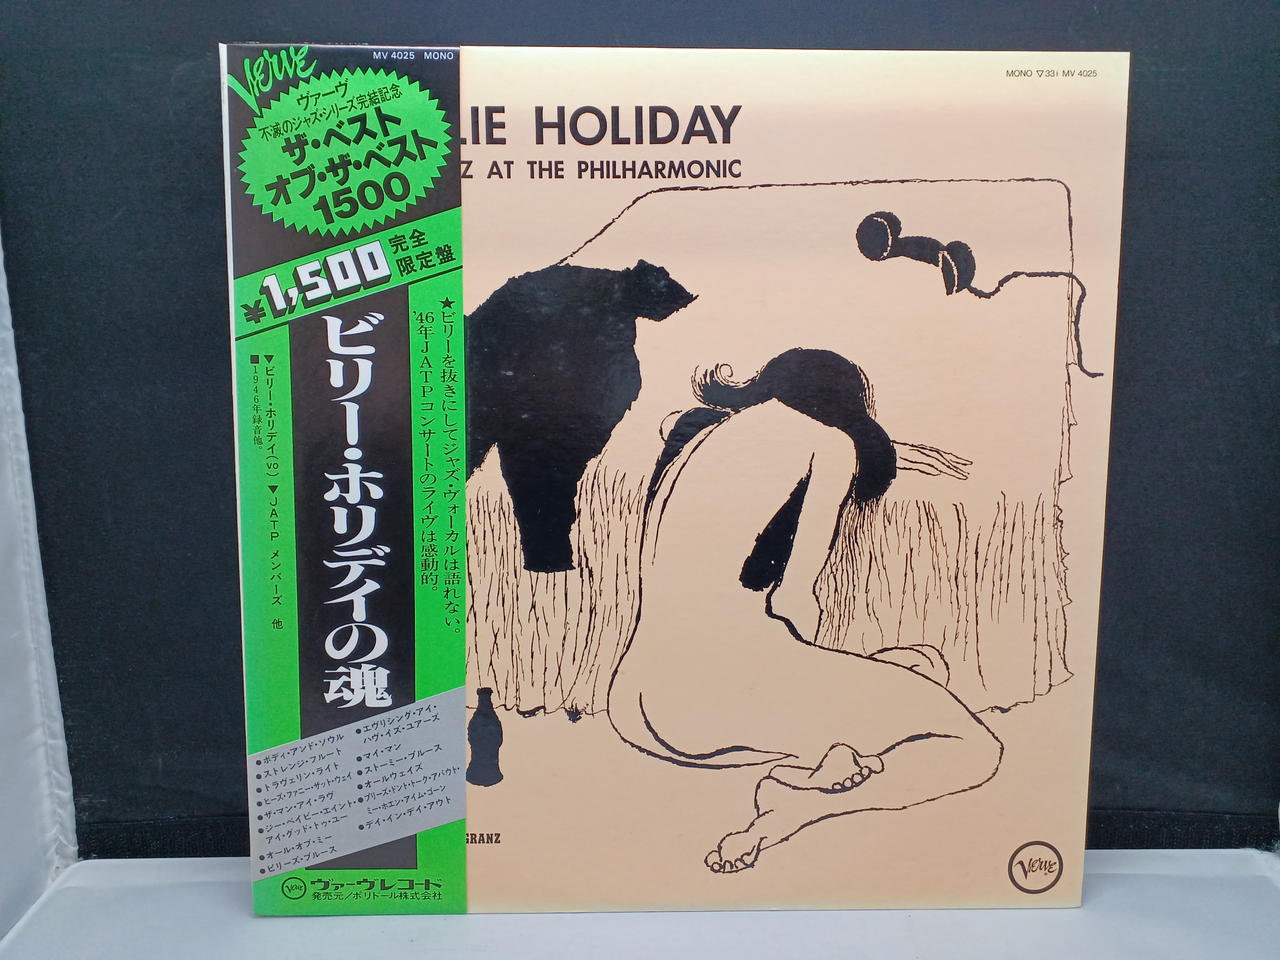 Verve
MV 4025 MONO
ヴァーヴ
不滅のジャズ・シリーズ完結記念
ザ・ベスト
オブ・ザ・ベスト
1500
¥1,500
完全
限定盤
★ビリーを抜きにしてジャズ・ヴォーカルは語れない。
'46年JATPコンサートのライヴは感動的。
ビリー・ホリデイの魂
▼ビリー・ホリデイ(vo) ▼JATP メンバーズ 他
■1946年録音他。
●ボディ・アンド・ソウル
●ストレンジ・フルート
●トラヴェリン・ライト
●ヒーズ・ファニー・ザット・ウェイ
●ザ・マン・アイ・ラヴ
●ジー・ベイビー・エイント・
アイ・グッド・トゥ・ユー
●オール・オブ・ミー
●ビリーズ・ブルース
●エヴリシング・アイ・
ハヴ・イズ・ユアーズ
●マイ・マン
●ストーミー・ブルース
●オールウェイズ
●プリーズ・ドント・トーク・アバウト・
ミー・ホエン・アイム・ゴーン
●デイ・イン・デイ・アウト
Verve
ヴァーヴレコード
発売元/ポリドール株式会社
MONO ▽33⅓ MV 4025
LIE HOLIDAY
Z AT THE PHILHARMONIC
GRANZ
Verve